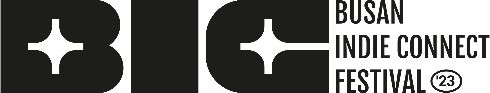 BIC
BUSAN
INDIE CONNECT
FESTIVAL '23